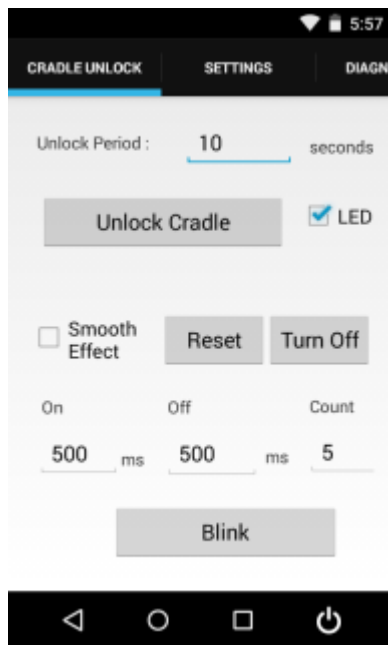 5:57
CRADLE UNLOCK SETTINGS DIAGN
Unlock Period : 10 seconds
Unlock Cradle LED
Smooth
Effect
Reset Turn Off
On Off Count
500 ms 500 ms 5
Blink